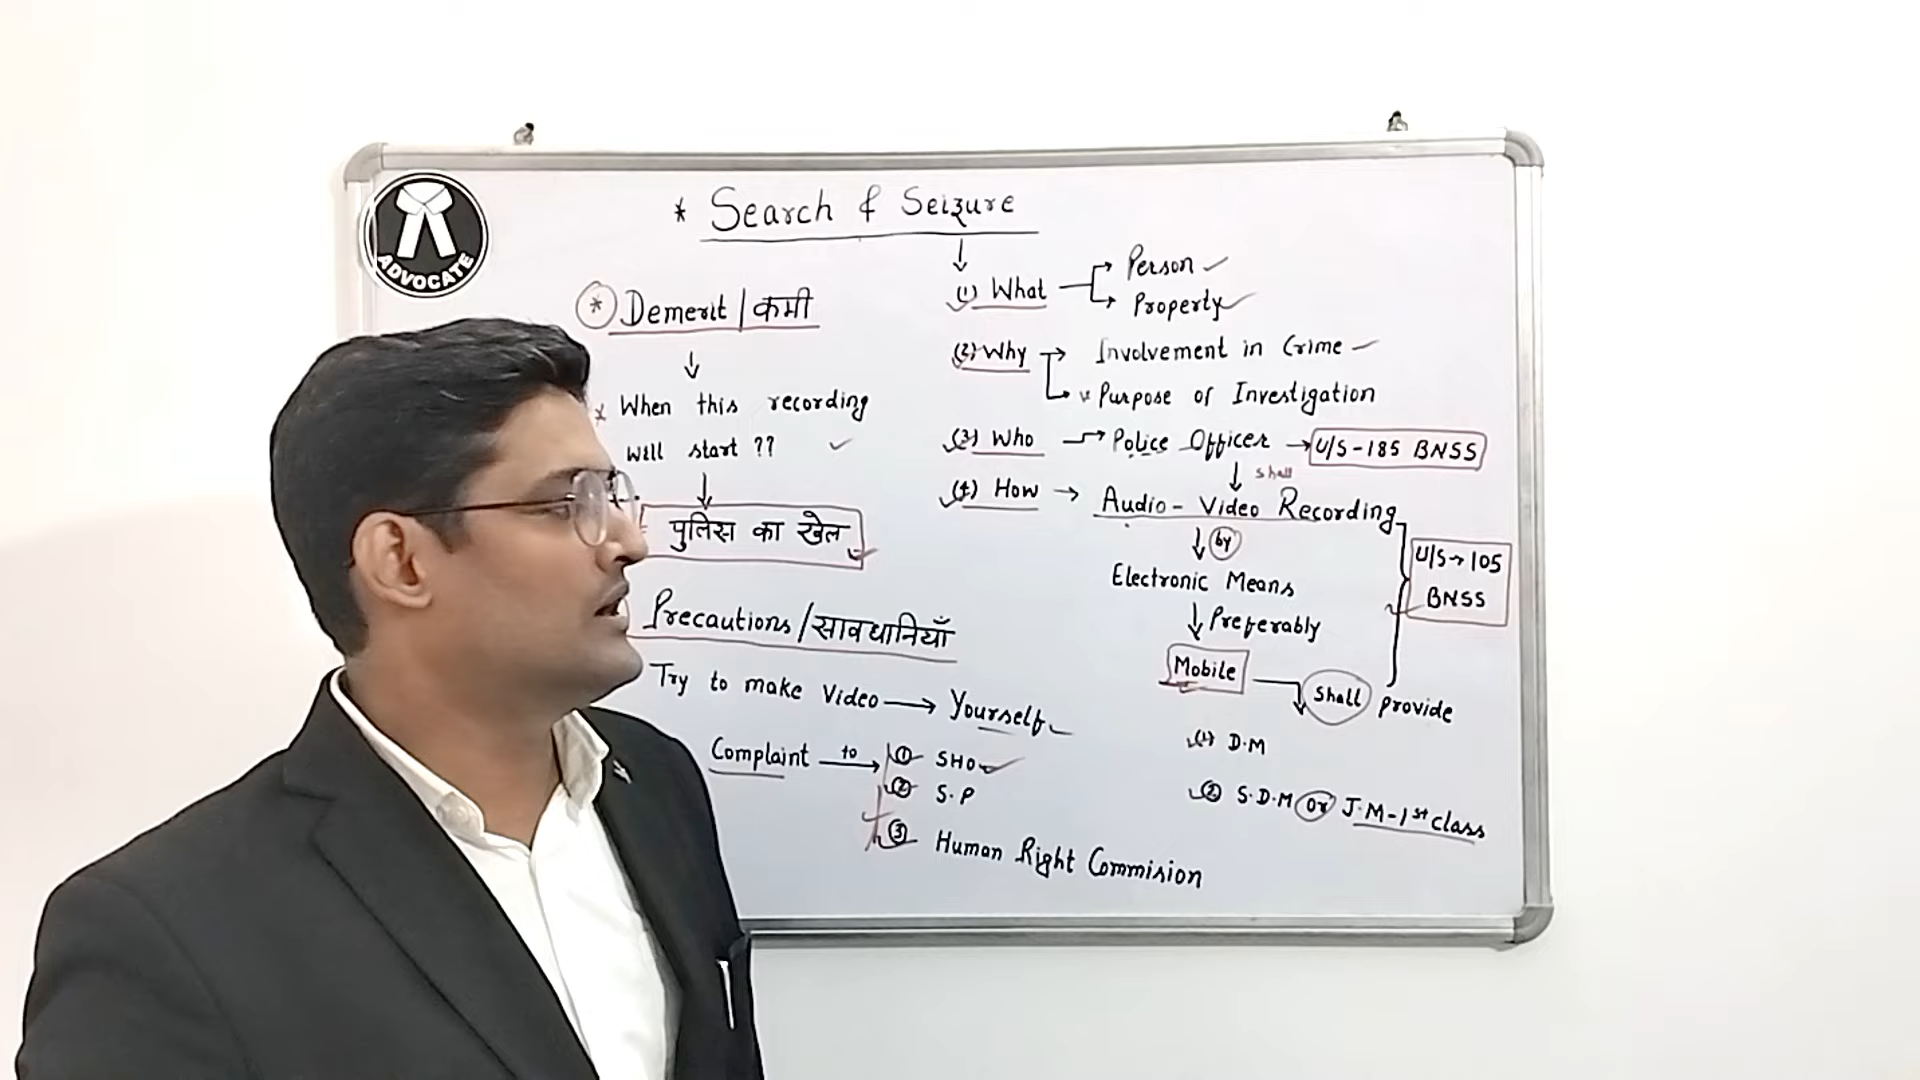 ADVOCATE
* Search & Seizure
(1) What → Person
→ Property
(2) Why → Involvement in Crime
→ Purpose of Investigation
(3) Who → Police Officer → U/S-185 BNSS
shall
(4) How → Audio-Video Recording
by
Electronic Means
Preferably
Mobile
U/S→105
BNSS
Shall provide
(1) D.M
(2) S.D.M or J.M-1st class
* Demerit/कमी
* When this recording
will start ??
पुलिस का खेल
Precautions/सावधानियाँ
Try to make Video → Yourself
Complaint to → (1) SHO
(2) S.P
(3) Human Right Commision